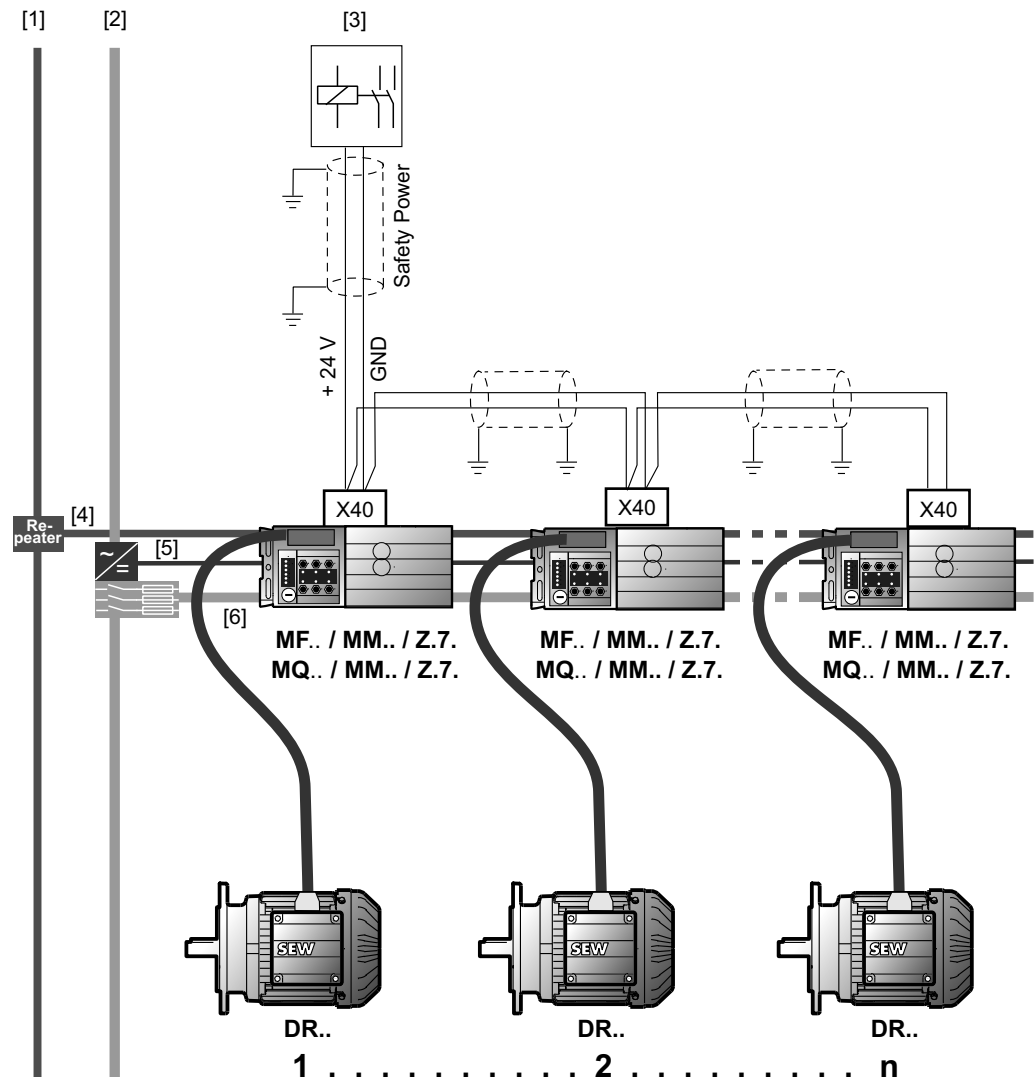 [1]
[2]
[3]
Safety Power
+ 24 V
GND
X40
X40
X40
Re-
peater
[4]
[5]
[6]
MF.. / MM.. / Z.7.
MQ.. / MM.. / Z.7.
MF.. / MM.. / Z.7.
MQ.. / MM.. / Z.7.
MF.. / MM.. / Z.7.
MQ.. / MM.. / Z.7.
SEW
SEW
SEW
DR..
DR..
DR..
1 . . . . . . . . . . 2 . . . . . . . . . . n